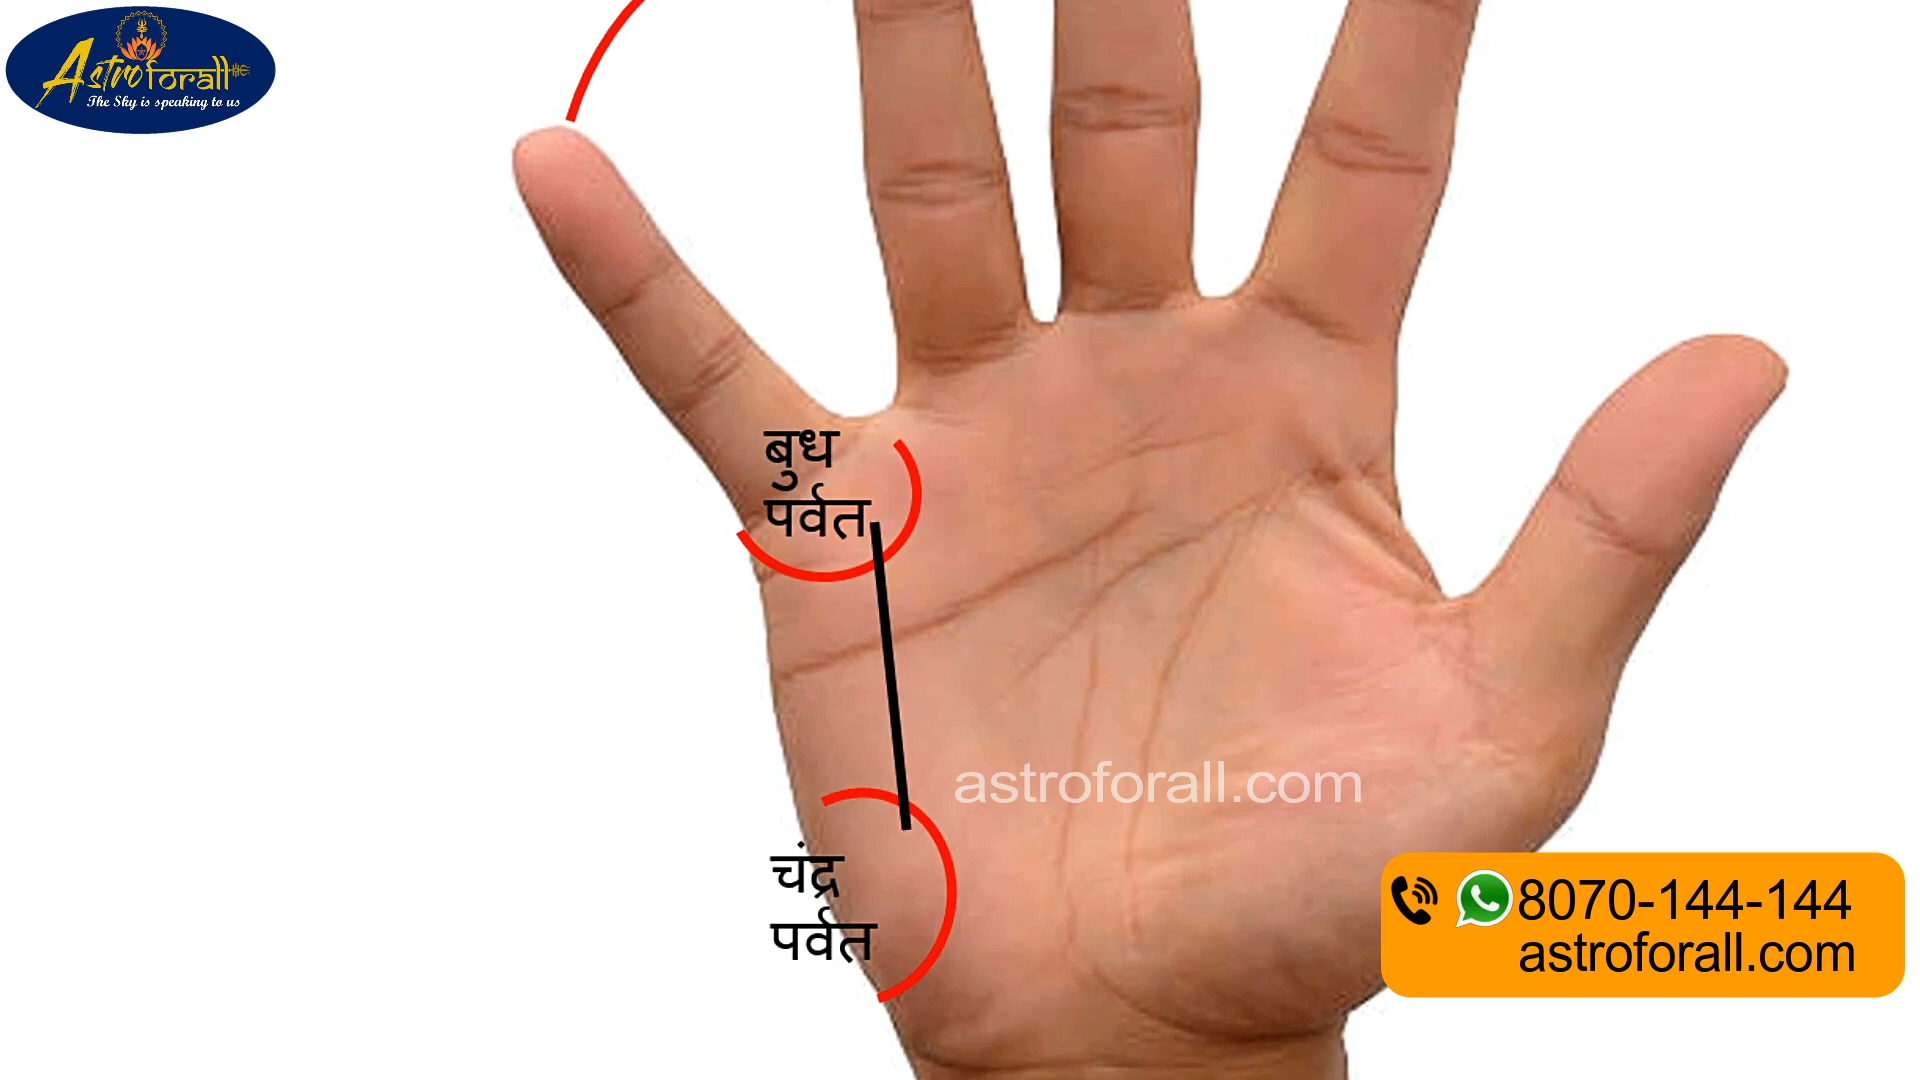 Astroforall
The Sky is speaking to us
बुध
पर्वत
astroforall.com
चंद्र
पर्वत
8070-144-144
astroforall.com